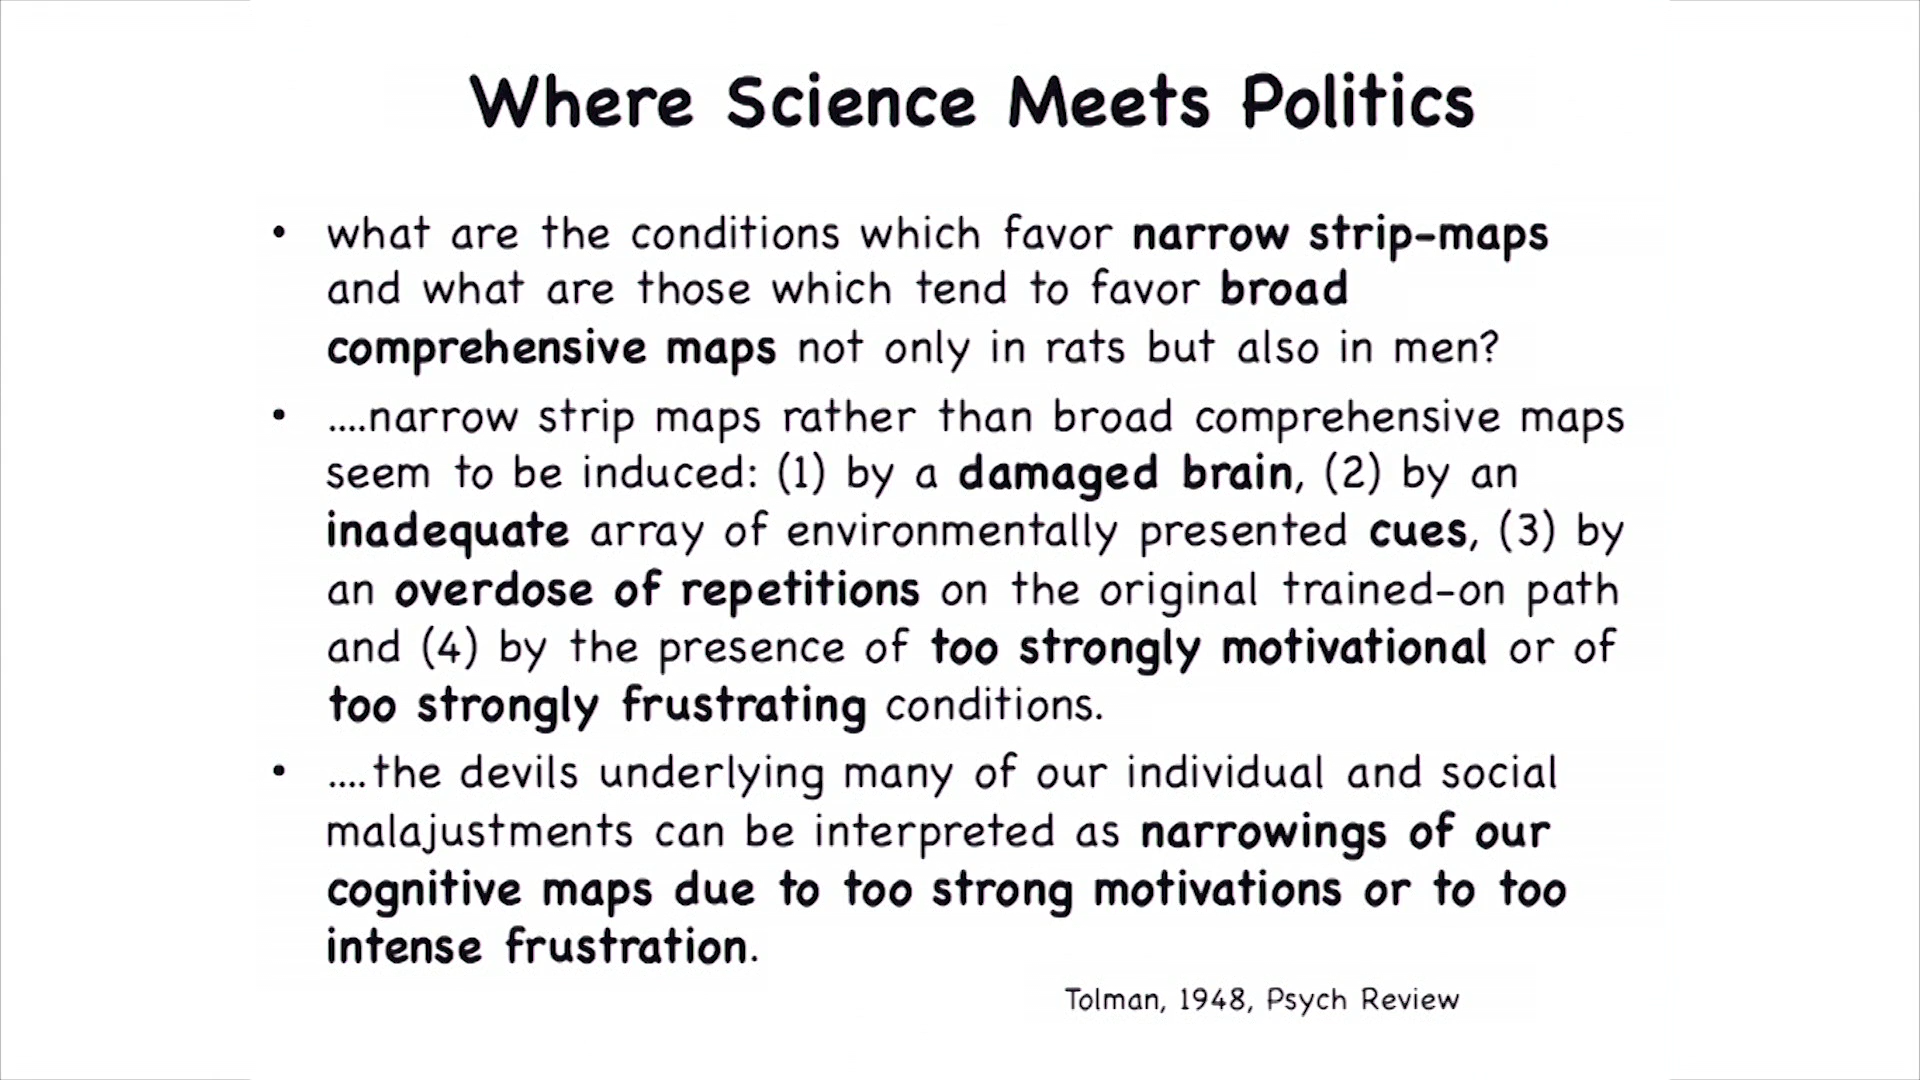 Where Science Meets Politics
• what are the conditions which favor narrow strip-maps
and what are those which tend to favor broad
comprehensive maps not only in rats but also in men?
• ....narrow strip maps rather than broad comprehensive maps
seem to be induced: (1) by a damaged brain, (2) by an
inadequate array of environmentally presented cues, (3) by
an overdose of repetitions on the original trained-on path
and (4) by the presence of too strongly motivational or of
too strongly frustrating conditions.
• ....the devils underlying many of our individual and social
malajustments can be interpreted as narrowings of our
cognitive maps due to too strong motivations or to too
intense frustration.
Tolman, 1948, Psych Review